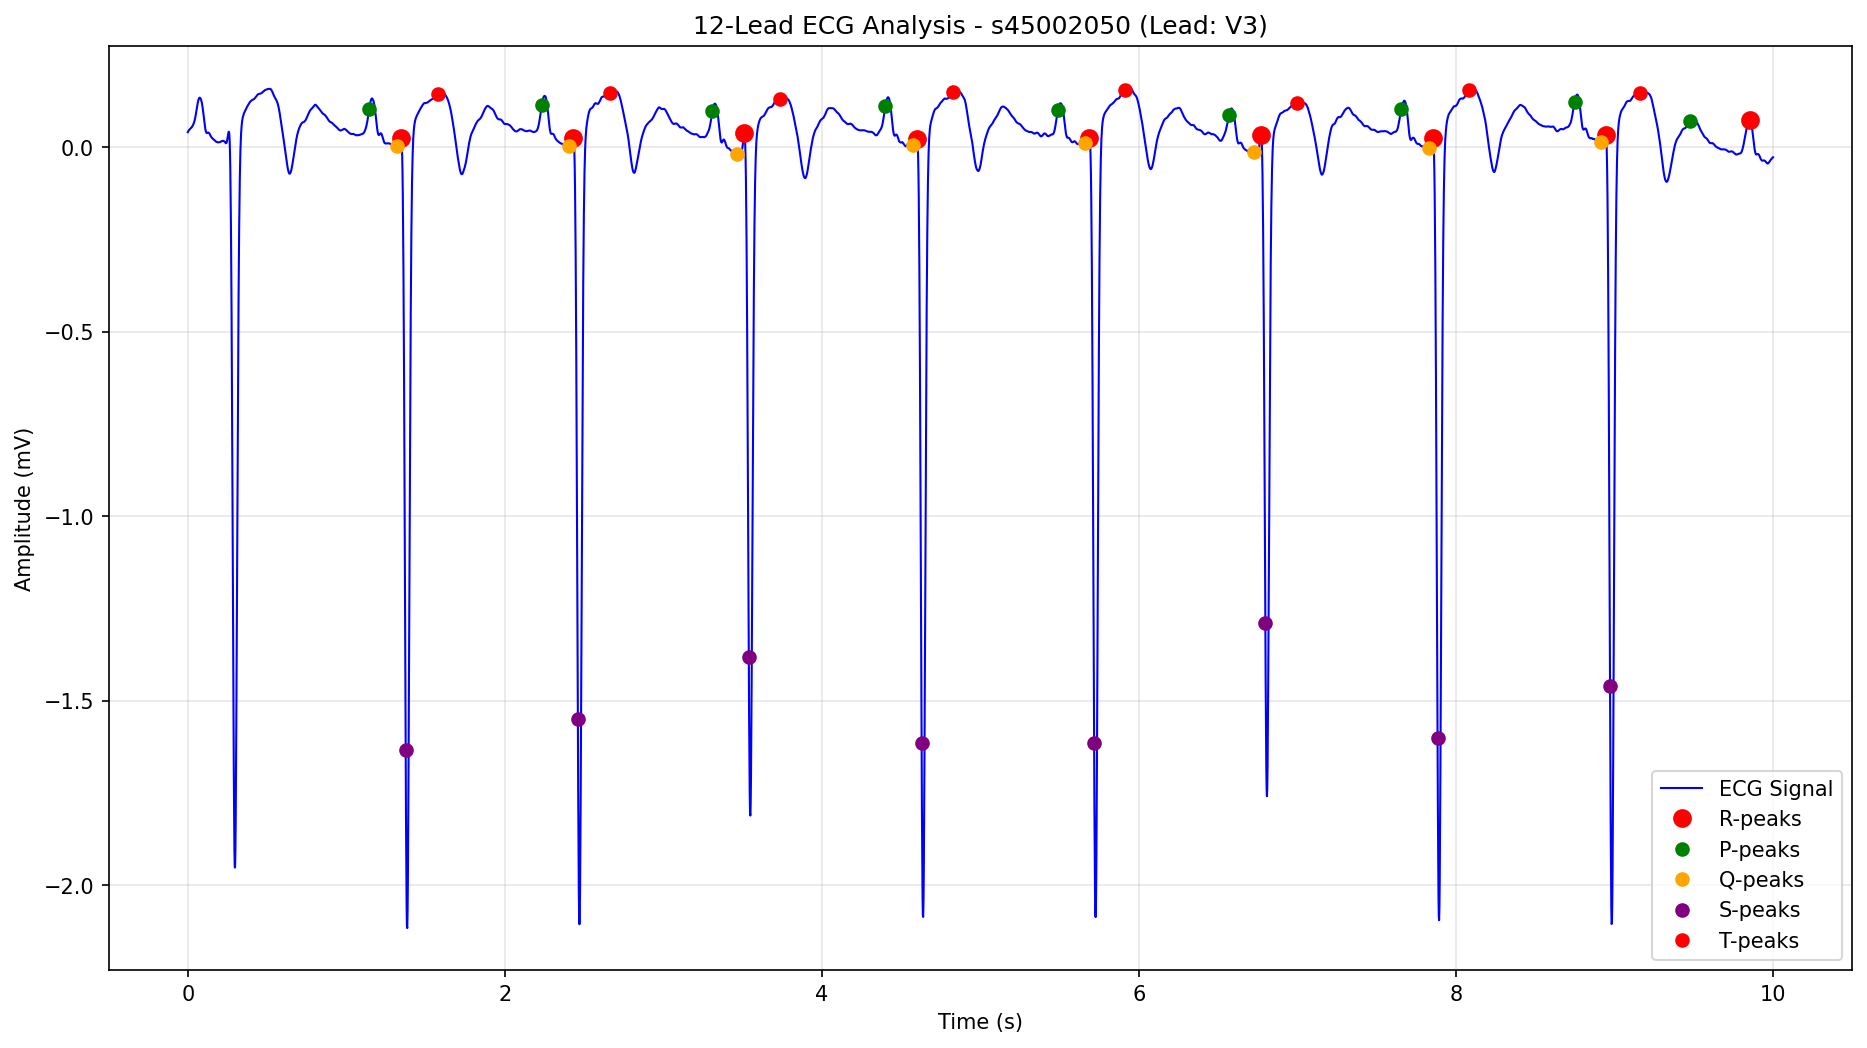 12-Lead ECG Analysis - s45002050 (Lead: V3)
Amplitude (mV)
0.0
−0.5
−1.0
−1.5
−2.0
0 2 4 6 8 10
Time (s)
ECG Signal
R-peaks
P-peaks
Q-peaks
S-peaks
T-peaks